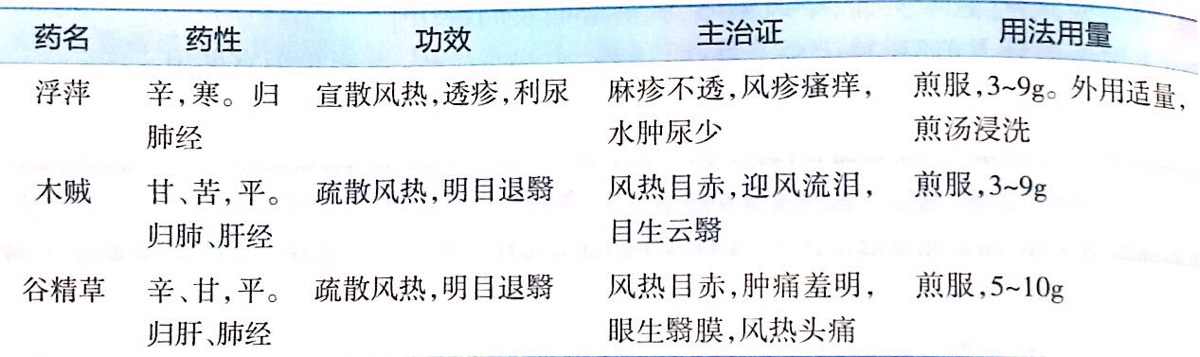 药名 药性 功效 主治证 用法用量
浮萍 辛,寒。归 宣散风热,透疹,利尿 麻疹不透,风疹瘙痒, 煎服,3~9g。外用适量,
肺经 水肿尿少 煎汤浸洗
木贼 甘、苦,平。 疏散风热,明目退翳 风热目赤,迎风流泪, 煎服,3~9g
归肺、肝经 目生云翳
谷精草 辛、甘,平。 疏散风热,明目退翳 风热目赤,肿痛羞明, 煎服,5~10g
归肝、肺经 眼生翳膜,风热头痛